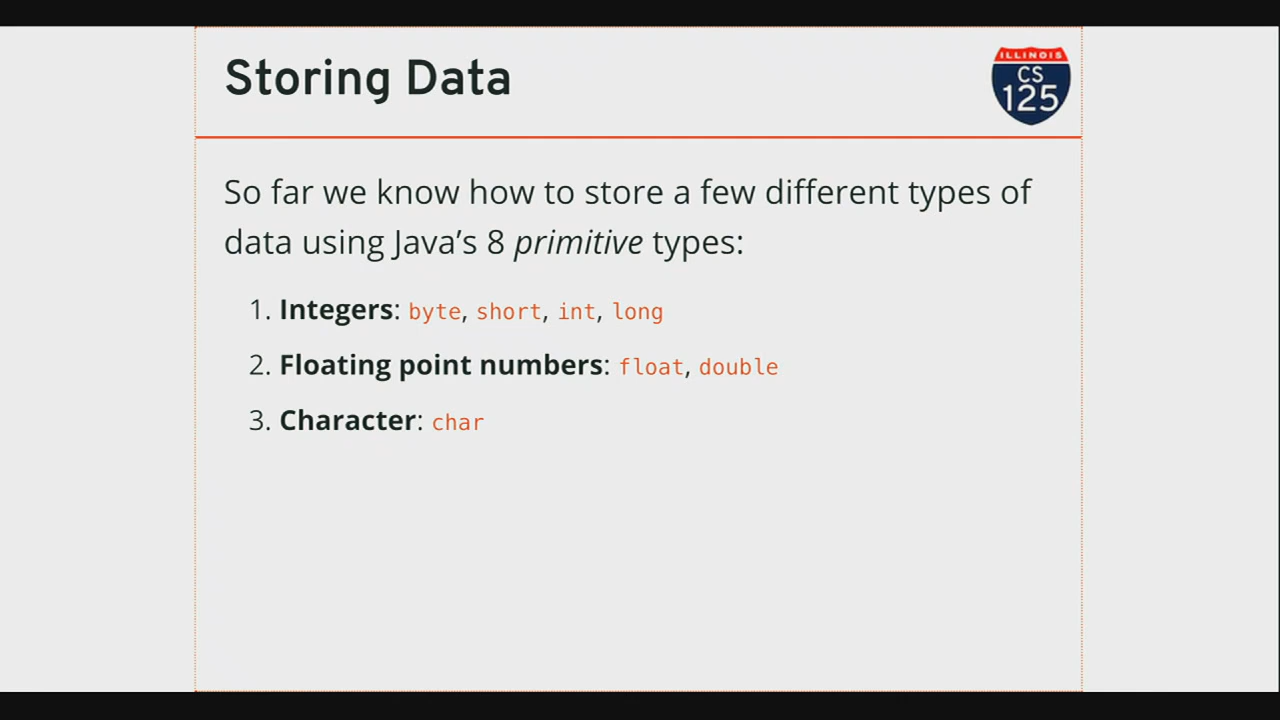 Storing Data
ILLINOIS
CS
125
So far we know how to store a few different types of
data using Java's 8 primitive types:
1. Integers: byte, short, int, long
2. Floating point numbers: float, double
3. Character: char